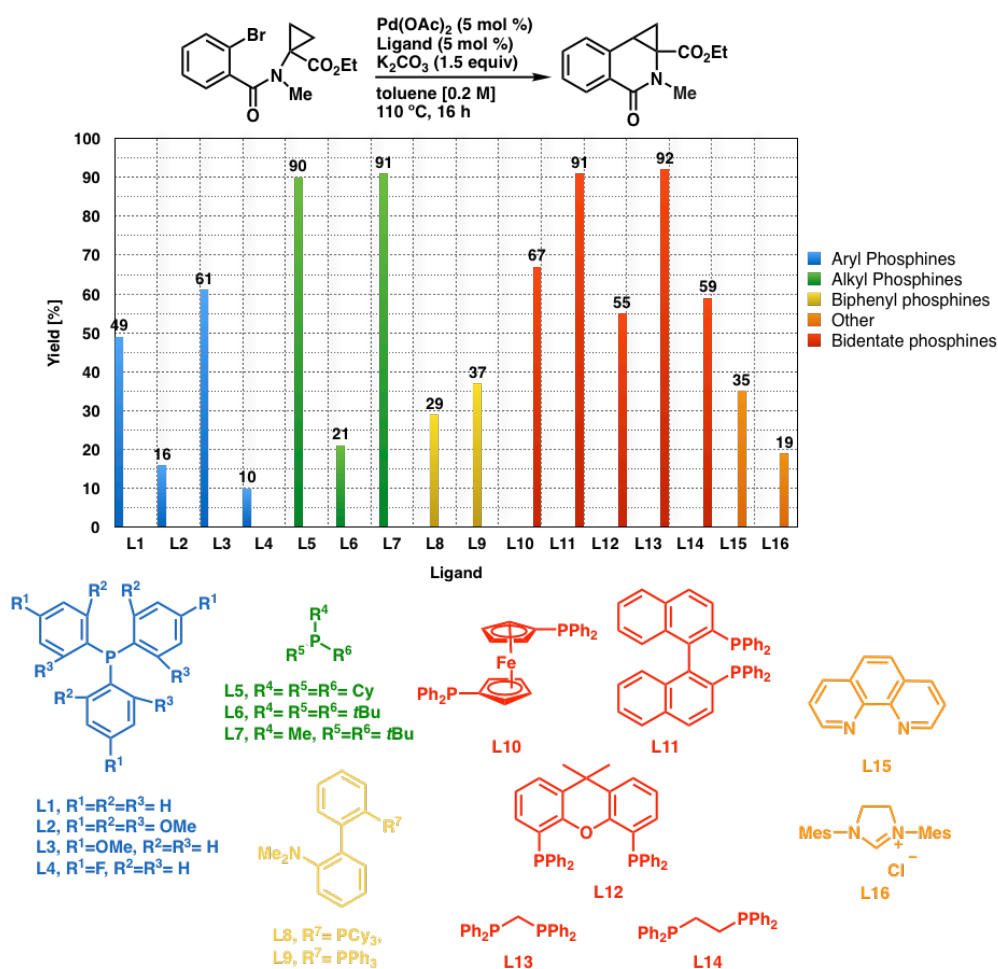 Br
N
CO₂Et
Me
O
Pd(OAc)₂ (5 mol %)
Ligand (5 mol %)
K₂CO₃ (1.5 equiv)
toluene [0.2 M]
110 ºC, 16 h
CO₂Et
N
Me
O
Yield [%]
100
90
80
70
60
50
40
30
20
10
0
49
16
61
10
90
21
91
29
37
67
91
55
92
59
35
19
L1 L2 L3 L4 L5 L6 L7 L8 L9 L10 L11 L12 L13 L14 L15 L16
Ligand
Aryl Phosphines
Alkyl Phosphines
Biphenyl phosphines
Other
Bidentate phosphines
R¹ R² R² R¹
R³ P R³
R² R³
R¹
L1, R¹=R²=R³= H
L2, R¹=R²=R³= OMe
L3, R¹=OMe, R²=R³= H
L4, R¹=F, R²=R³= H
R⁴
P
R⁵ R⁶
L5, R⁴= R⁵=R⁶= Cy
L6, R⁴= R⁵=R⁶= tBu
L7, R⁴= Me, R⁵=R⁶= tBu
R⁷
Me₂N
L8, R⁷= PCy₃,
L9, R⁷= PPh₃
PPh₂
Fe
Ph₂P
L10
PPh₂
PPh₂
L11
O
PPh₂ PPh₂
L12
Ph₂P PPh₂
L13
Ph₂P PPh₂
L14
N N
L15
Mes N N Mes
+
Cl −
L16